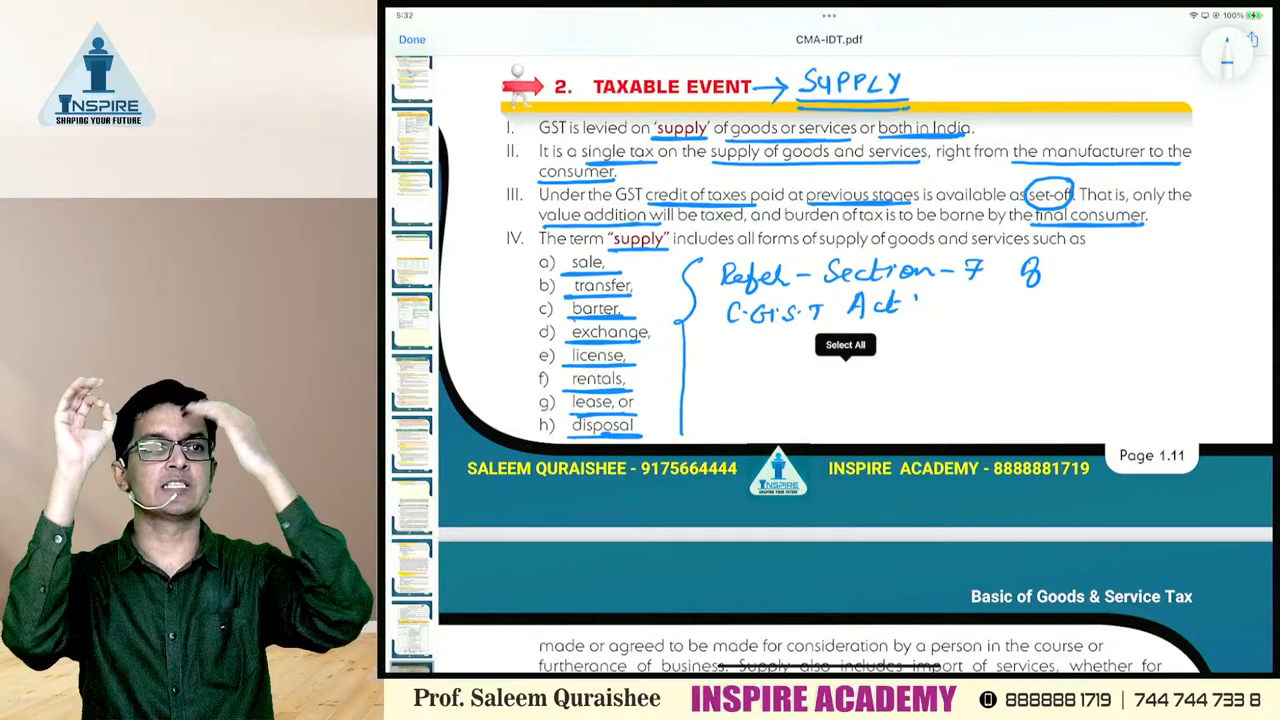 5:32
100%
Done
CMA-IDT.pdf
INSPIRE
SHAPING YOUR FUTURE
2. TAXABLE EVENT → SUPPLY
I. GST is levied on 'supply' of goods or services or both in India.
II. It is a single tax on the supply of goods and services, right from the manufacturer to the
consumer.
III. Under the GST credit of taxes paid at previous stages is available as set-off. That is, only the
value addition will be taxed, and burden of tax is to be borne by the final consumer.
IV. The term "supply" includes all forms of supply of goods and services such as
a) sale,
b) transfer,
c) barter,
d) exchange,
e) license,
f) rentals,
g) lease, or
h) disposal
Refer - Section - 7 of
C.G.S.T Act
Select All
Page 1.11
SALEEM QURAISHEE - 9175664444
INSPIRE
SHAPING YOUR FUTURE
INSPIRE ACADEMY - 8888881719
Basic of Goods & Service Tax
made or agreed to be made for consideration by a person in the course or
furtherance of business. Supply also includes import of services, whether for
Prof. Saleem Quraishee INSPIRE ACADEMY 888888 1719 | 744 744 733 8